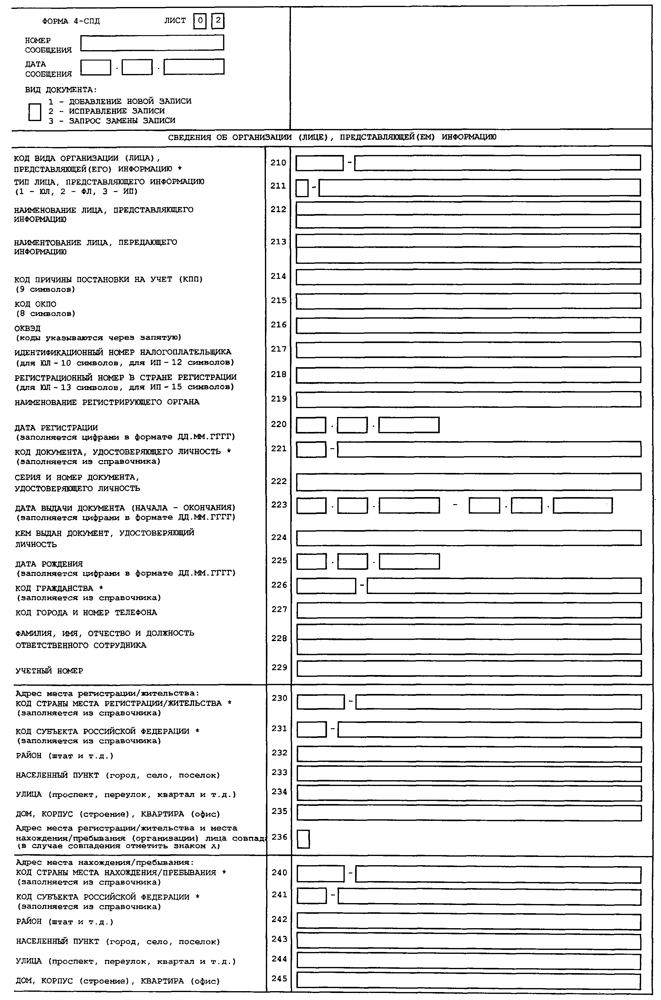 ФОРМА 4-СПД ЛИСТ 0 2
НОМЕР
СООБЩЕНИЯ
ДАТА
СООБЩЕНИЯ . .
ВИД ДОКУМЕНТА:
1 - ДОБАВЛЕНИЕ НОВОЙ ЗАПИСИ
2 - ИСПРАВЛЕНИЕ ЗАПИСИ
3 - ЗАПРОС ЗАМЕНЫ ЗАПИСИ
СВЕДЕНИЯ ОБ ОРГАНИЗАЦИИ (ЛИЦЕ), ПРЕДСТАВЛЯЮЩЕЙ(ЕМ) ИНФОРМАЦИЮ
КОД ВИДА ОРГАНИЗАЦИИ (ЛИЦА), 210 -
ПРЕДСТАВЛЯЮЩЕЙ(ЕГО) ИНФОРМАЦИЮ *
ТИП ЛИЦА, ПРЕДСТАВЛЯЮЩЕГО ИНФОРМАЦИЮ 211 -
(1 - ЮЛ, 2 - ФЛ, 3 - ИП)
НАИМЕНОВАНИЕ ЛИЦА, ПРЕДСТАВЛЯЮЩЕГО 212
ИНФОРМАЦИЮ
НАИМЕНТОВАНИЕ ЛИЦА, ПЕРЕДАЮЩЕГО 213
ИНФОРМАЦИЮ
КОД ПРИЧИНЫ ПОСТАНОВКИ НА УЧЕТ (КПП) 214
(9 символов)
КОД ОКПО 215
(8 символов)
ОКВЭД 216
(коды указываются через запятую)
ИДЕНТИФИКАЦИОННЫЙ НОМЕР НАЛОГОПЛАТЕЛЬЩИКА 217
(для ЮЛ - 10 символов, для ИП - 12 символов)
РЕГИСТРАЦИОННЫЙ НОМЕР В СТРАНЕ РЕГИСТРАЦИИ 218
(для ЮЛ - 13 символов, для ИП - 15 символов)
НАИМЕНОВАНИЕ РЕГИСТРИРУЮЩЕГО ОРГАНА 219
ДАТА РЕГИСТРАЦИИ 220 . .
(заполняется цифрами в формате ДД.ММ.ГГГГ)
КОД ДОКУМЕНТА, УДОСТОВЕРЯЮЩЕГО ЛИЧНОСТЬ * 221 -
(заполняется из справочника)
СЕРИЯ И НОМЕР ДОКУМЕНТА, 222
УДОСТОВЕРЯЮЩЕГО ЛИЧНОСТЬ
ДАТА ВЫДАЧИ ДОКУМЕНТА (НАЧАЛА - ОКОНЧАНИЯ) 223 . . - . .
(заполняется цифрами в формате ДД.ММ.ГГГГ)
КЕМ ВЫДАН ДОКУМЕНТ, УДОСТОВЕРЯЮЩИЙ 224
ЛИЧНОСТЬ
ДАТА РОЖДЕНИЯ 225 . .
(заполняется цифрами в формате ДД.ММ.ГГГГ)
КОД ГРАЖДАНСТВА * 226 -
(заполняется из справочника)
КОД ГОРОДА И НОМЕР ТЕЛЕФОНА 227
ФАМИЛИЯ, ИМЯ, ОТЧЕСТВО И ДОЛЖНОСТЬ 228
ОТВЕТСТВЕННОГО СОТРУДНИКА
УЧЕТНЫЙ НОМЕР 229
Адрес места регистрации/жительства:
КОД СТРАНЫ МЕСТА РЕГИСТРАЦИИ/ЖИТЕЛЬСТВА * 230 -
(заполняется из справочника)
КОД СУБЪЕКТА РОССИЙСКОЙ ФЕДЕРАЦИИ * 231 -
(заполняется из справочника)
РАЙОН (штат и т.д.) 232
НАСЕЛЕННЫЙ ПУНКТ (город, село, поселок) 233
УЛИЦА (проспект, переулок, квартал и т.д.) 234
ДОМ, КОРПУС (строение), КВАРТИРА (офис) 235
Адрес места регистрации/жительства и места
нахождения/пребывания (организации) лица совпад 236
(в случае совпадения отметить знаком X)
Адрес места нахождения/пребывания:
КОД СТРАНЫ МЕСТА НАХОЖДЕНИЯ/ПРЕБЫВАНИЯ * 240 -
(заполняется из справочника)
КОД СУБЪЕКТА РОССИЙСКОЙ ФЕДЕРАЦИИ * 241 -
(заполняется из справочника)
РАЙОН (штат и т.д.) 242
НАСЕЛЕННЫЙ ПУНКТ (город, село, поселок) 243
УЛИЦА (проспект, переулок, квартал и т.д.) 244
ДОМ, КОРПУС (строение), КВАРТИРА (офис) 245